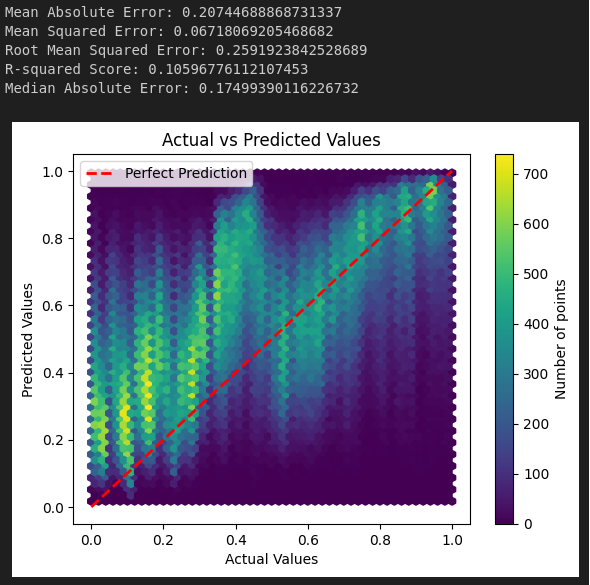 Mean Absolute Error: 0.20744688868731337
Mean Squared Error: 0.06718069205468682
Root Mean Squared Error: 0.2591923842528689
R-squared Score: 0.10596776112107453
Median Absolute Error: 0.17499390116226732
Actual vs Predicted Values
Perfect Prediction
1.0
0.8
0.6
0.4
0.2
0.0
Predicted Values
0.0 0.2 0.4 0.6 0.8 1.0
Actual Values
700
600
500
400
300
200
100
0
Number of points